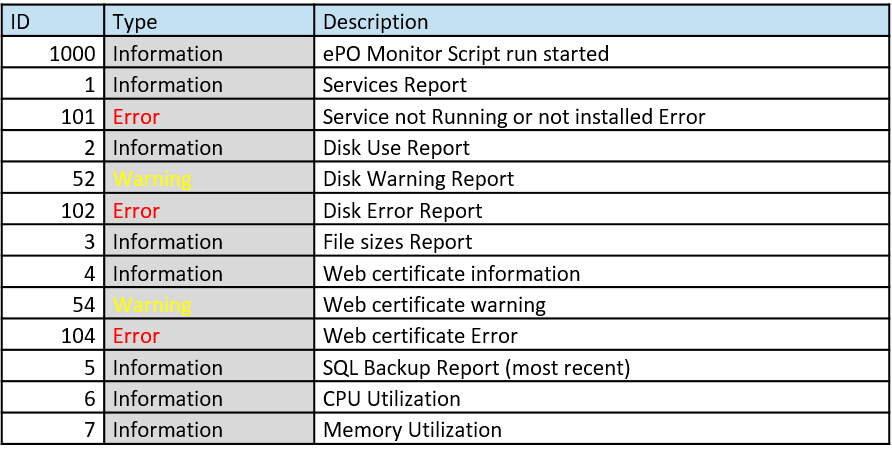 ID Type Description
1000 Information ePO Monitor Script run started
1 Information Services Report
101 Error Service not Running or not installed Error
2 Information Disk Use Report
52 Warning Disk Warning Report
102 Error Disk Error Report
3 Information File sizes Report
4 Information Web certificate information
54 Warning Web certificate warning
104 Error Web certificate Error
5 Information SQL Backup Report (most recent)
6 Information CPU Utilization
7 Information Memory Utilization